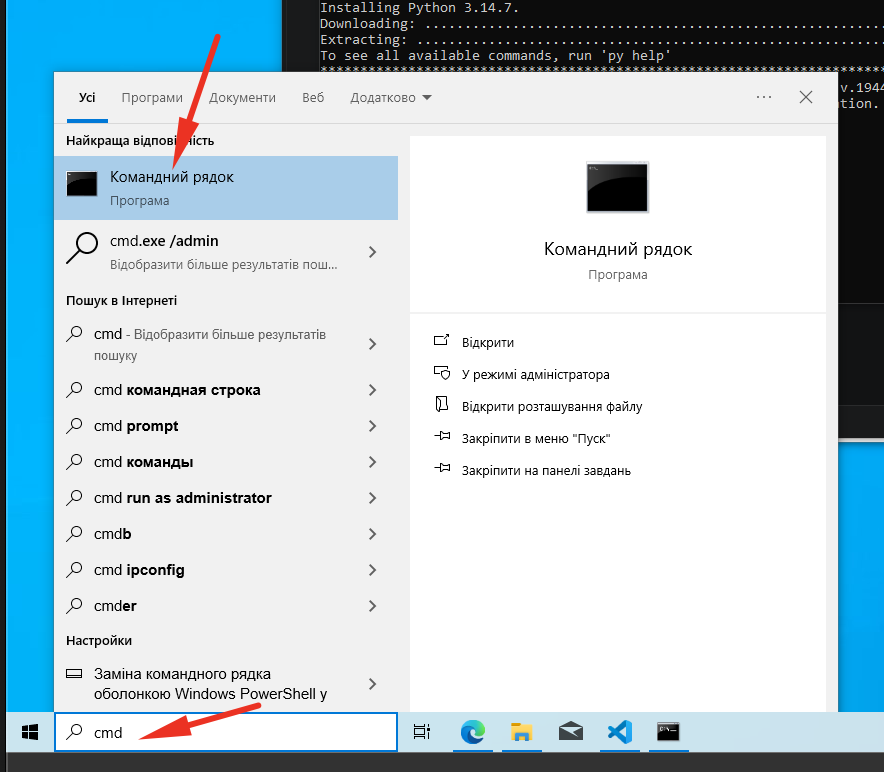 Installing Python 3.14.7.
Downloading: ................................................
Extracting: ................................................
To see all available commands, run 'py help'
************************************************************************
v.1944
tion.
Усі Програми Документи Веб Додатково
Найкраща відповідність
Командний рядок
Програма
cmd.exe /admin
Відобразити більше результатів пош...
Пошук в Інтернеті
cmd - Відобразити більше результатів
пошуку
cmd командная строка
cmd prompt
cmd команды
cmd run as administrator
cmdb
cmd ipconfig
cmder
Настройки
Заміна командного рядка
оболонкою Windows PowerShell у
Командний рядок
Програма
Відкрити
У режимі адміністратора
Відкрити розташування файлу
Закріпити в меню "Пуск"
Закріпити на панелі завдань
cmd